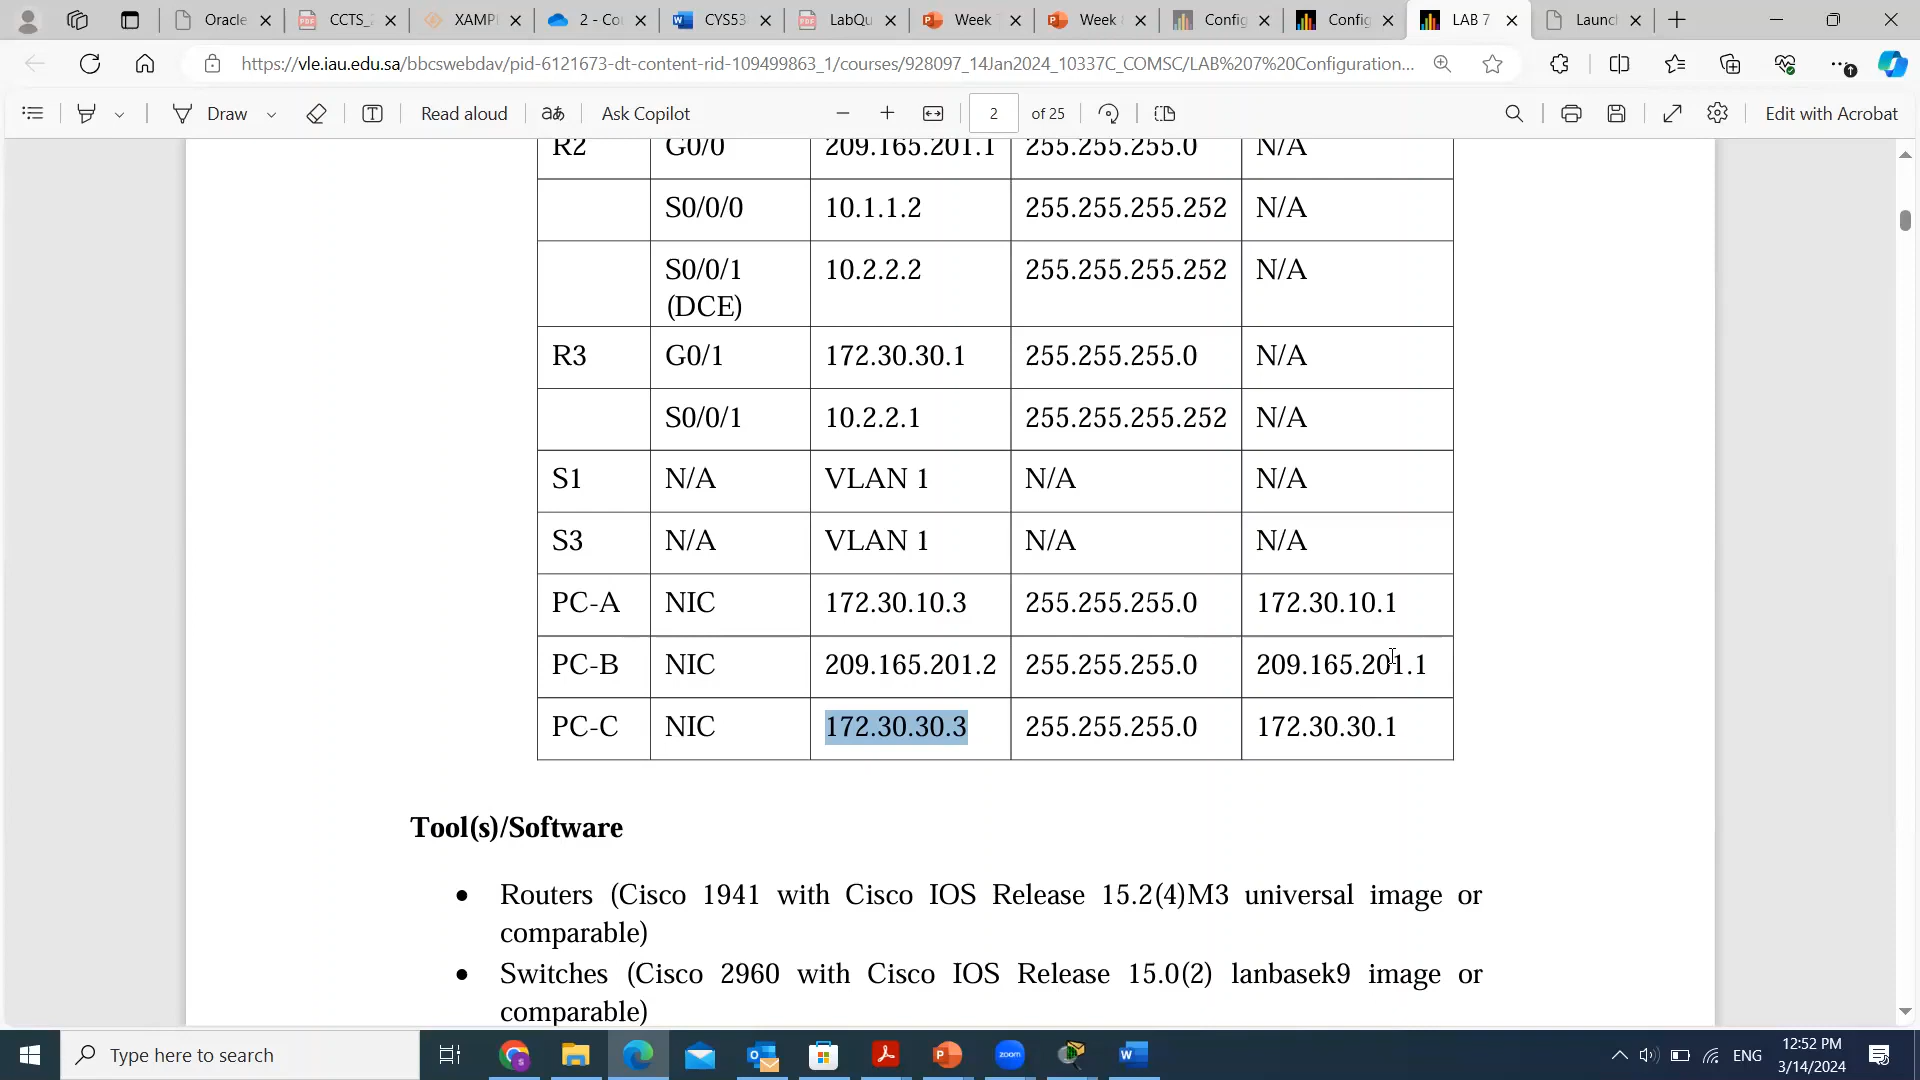 Oracle
CCTS_
XAMPI
2 - Co
CYS53
LabQu
Week
Week
Config
Config
LAB 7
Launc
https://vle.iau.edu.sa/bbcswebdav/pid-6121673-dt-content-rid-109499863_1/courses/928097_14Jan2024_10337C_COMSC/LAB%207%20Configuration...
Draw
Read aloud
aあ
Ask Copilot
2
of 25
Edit with Acrobat
R2 G0/0 209.165.201.1 255.255.255.0 N/A
S0/0/0 10.1.1.2 255.255.255.252 N/A
S0/0/1 10.2.2.2 255.255.255.252 N/A
(DCE)
R3 G0/1 172.30.30.1 255.255.255.0 N/A
S0/0/1 10.2.2.1 255.255.255.252 N/A
S1 N/A VLAN 1 N/A N/A
S3 N/A VLAN 1 N/A N/A
PC-A NIC 172.30.10.3 255.255.255.0 172.30.10.1
PC-B NIC 209.165.201.2 255.255.255.0 209.165.201.1
PC-C NIC 172.30.30.3 255.255.255.0 172.30.30.1
Tool(s)/Software
• Routers (Cisco 1941 with Cisco IOS Release 15.2(4)M3 universal image or
comparable)
• Switches (Cisco 2960 with Cisco IOS Release 15.0(2) lanbasek9 image or
comparable)
Type here to search
zoom
ENG
12:52 PM
3/14/2024